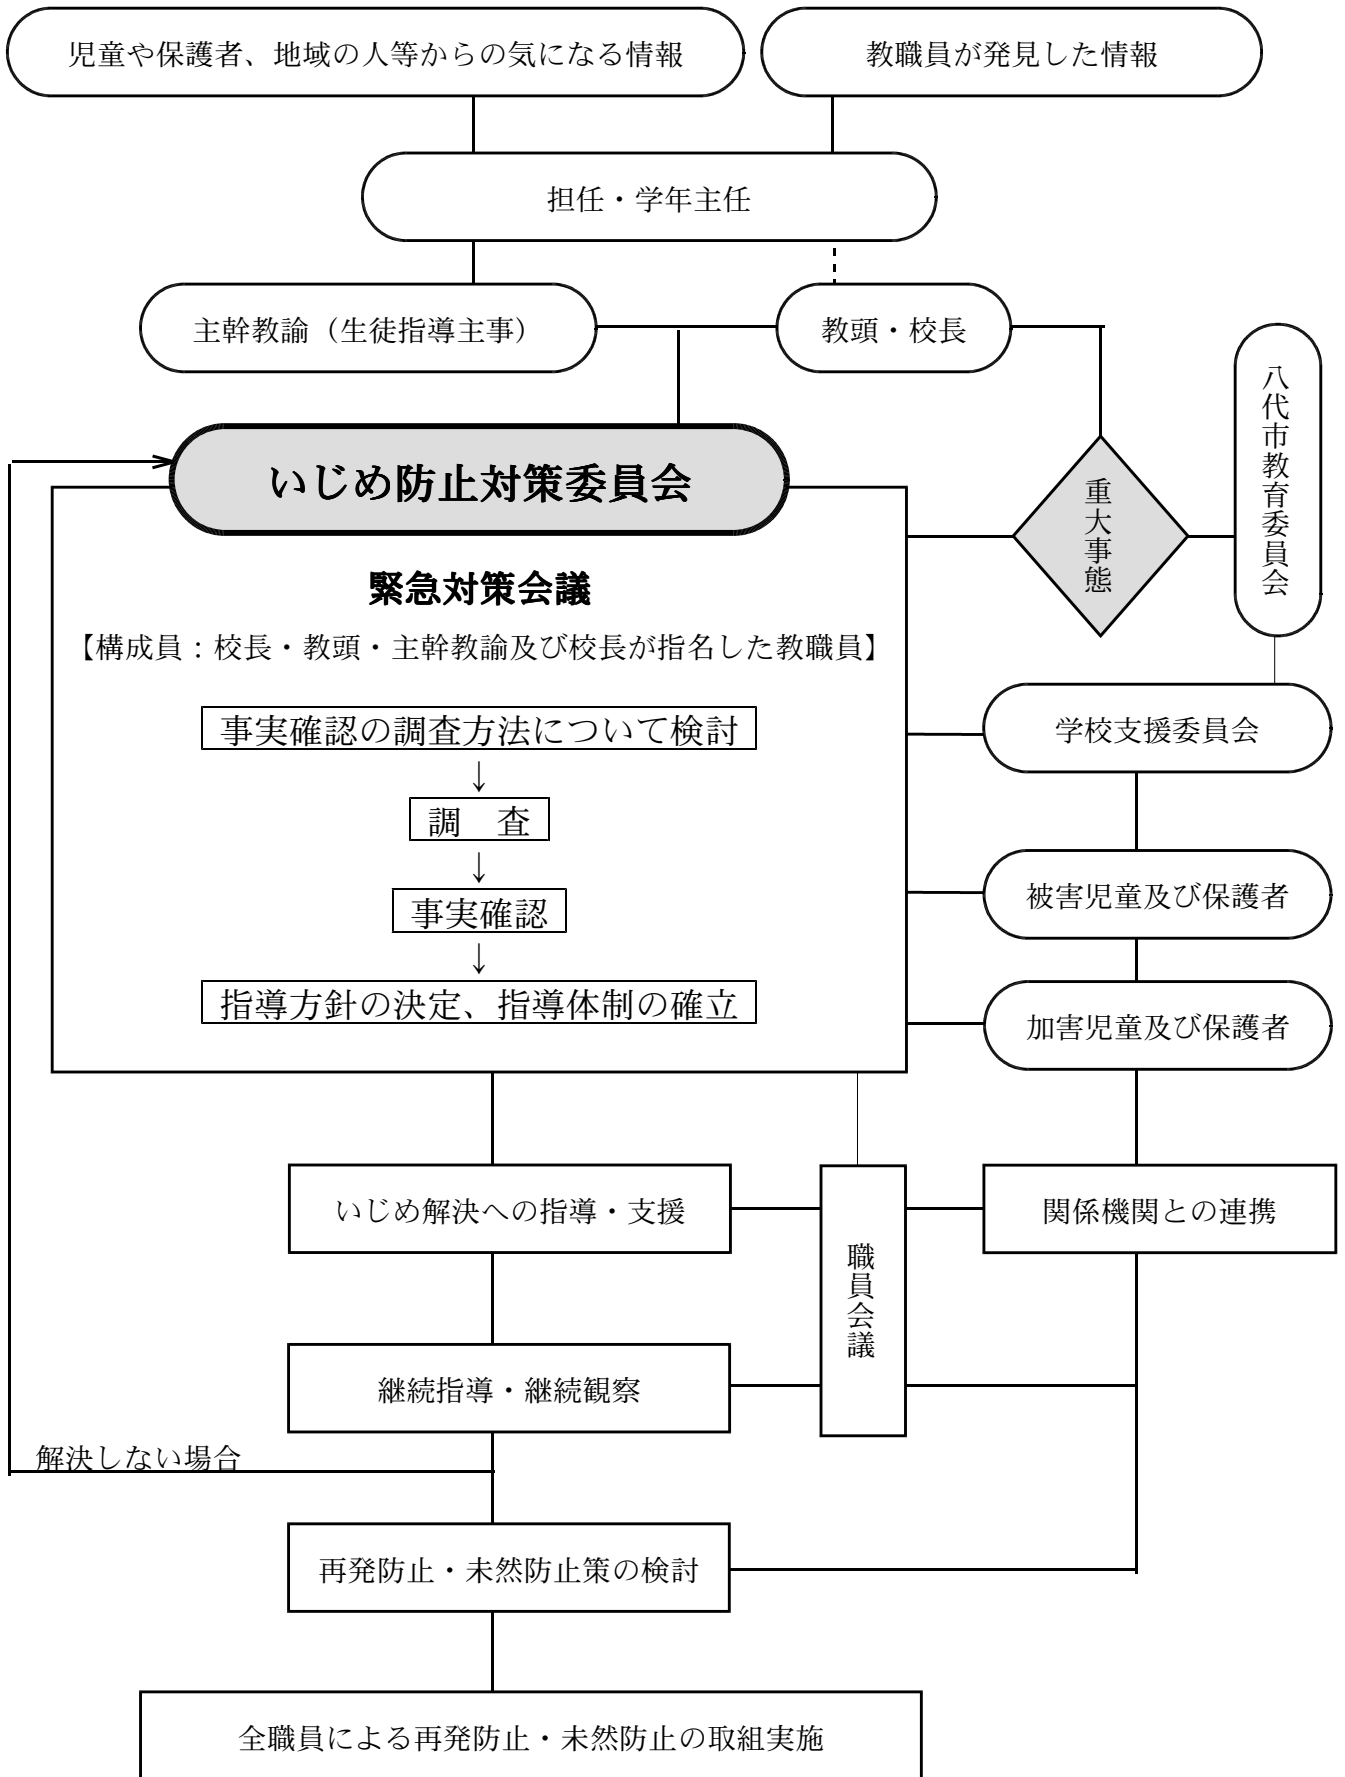 児童や保護者、地域の人等からの気になる情報
教職員が発見した情報
担任・学年主任
主幹教諭（生徒指導主事）
教頭・校長
八代市教育委員会
いじめ防止対策委員会
重大事態
緊急対策会議
【構成員：校長・教頭・主幹教諭及び校長が指名した教職員】
事実確認の調査方法について検討
↓
調　査
↓
事実確認
↓
指導方針の決定、指導体制の確立
学校支援委員会
被害児童及び保護者
加害児童及び保護者
いじめ解決への指導・支援
職員会議
関係機関との連携
継続指導・継続観察
解決しない場合
再発防止・未然防止策の検討
全職員による再発防止・未然防止の取組実施